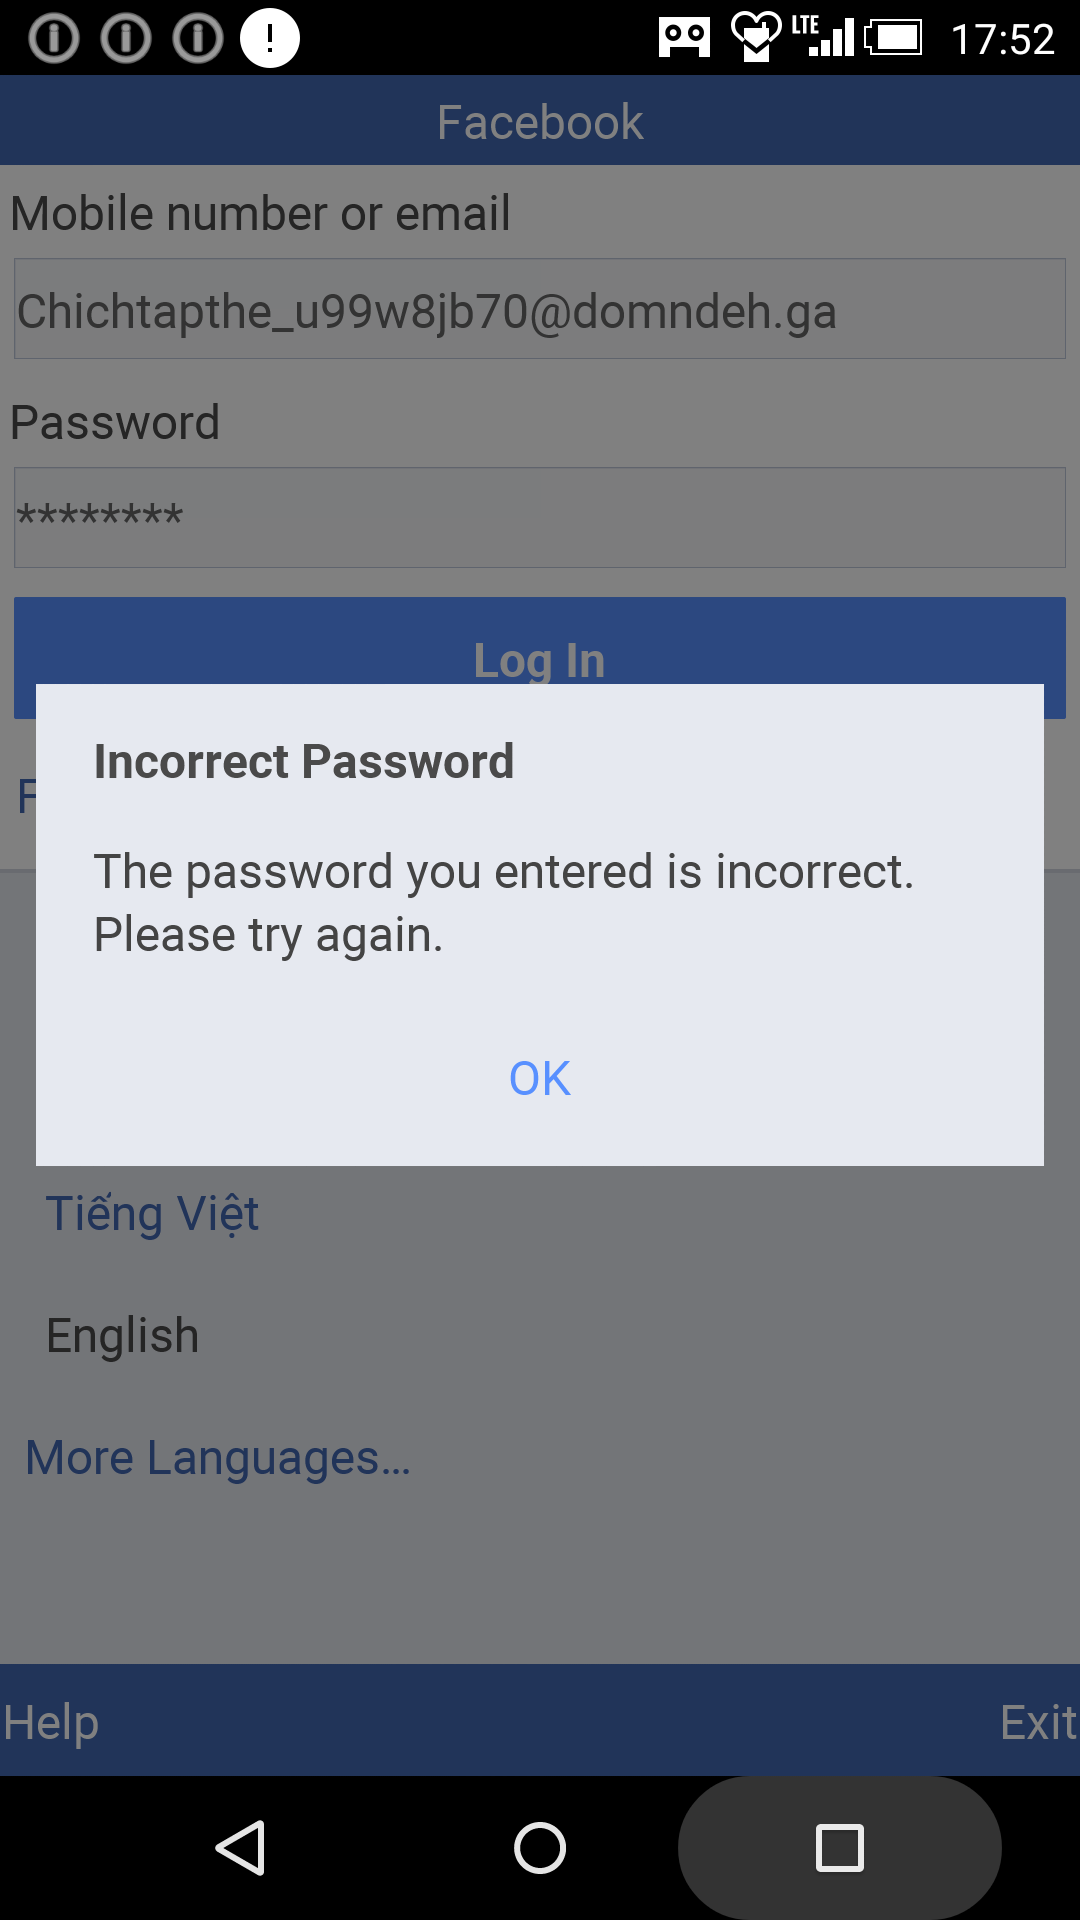 LTE 17:52
Facebook
Mobile number or email
Chichtapthe_u99w8jb70@domndeh.ga
Password
********
Log In
Incorrect Password
The password you entered is incorrect.
Please try again.
OK
Tiếng Việt
English
More Languages...
Help Exit